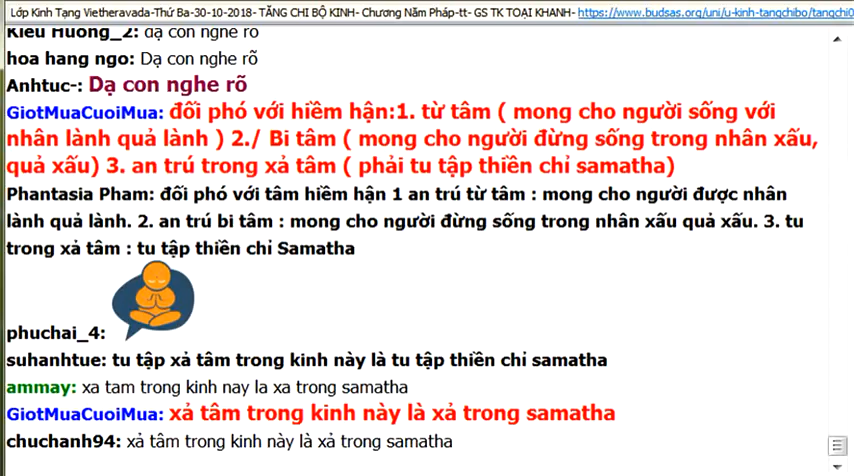 Lớp Kinh Tạng Vietheravada-Thứ Ba-30-10-2018- TĂNG CHI BỘ KINH- Chương Năm Pháp-tt- GS TK TOẠI KHANH- https://www.budsas.org/uni/u-kinh-tangchibo/tangchi0
Kieu Huong_2: dạ con nghe rõ
hoa hang ngo: Dạ con nghe rõ
Anhtuc-: Dạ con nghe rõ
GiotMuaCuoiMua: đối phó với hiềm hận:1. từ tâm ( mong cho người sống với
nhân lành quả lành ) 2./ Bi tâm ( mong cho người đừng sống trong nhân xấu,
quả xấu) 3. an trú trong xả tâm ( phải tu tập thiền chỉ samatha)
Phantasia Pham: đối phó với tâm hiềm hận 1 an trú từ tâm : mong cho người được nhân
lành quả lành. 2. an trú bi tâm : mong cho người đừng sống trong nhân xấu quả xấu. 3. tu
trong xả tâm : tu tập thiền chỉ Samatha
phuchai_4:
suhanhtue: tu tập xả tâm trong kinh này là tu tập thiền chỉ samatha
ammay: xa tam trong kinh nay la xa trong samatha
GiotMuaCuoiMua: xả tâm trong kinh này là xả trong samatha
chuchanh94: xả tâm trong kinh này là xả trong samatha